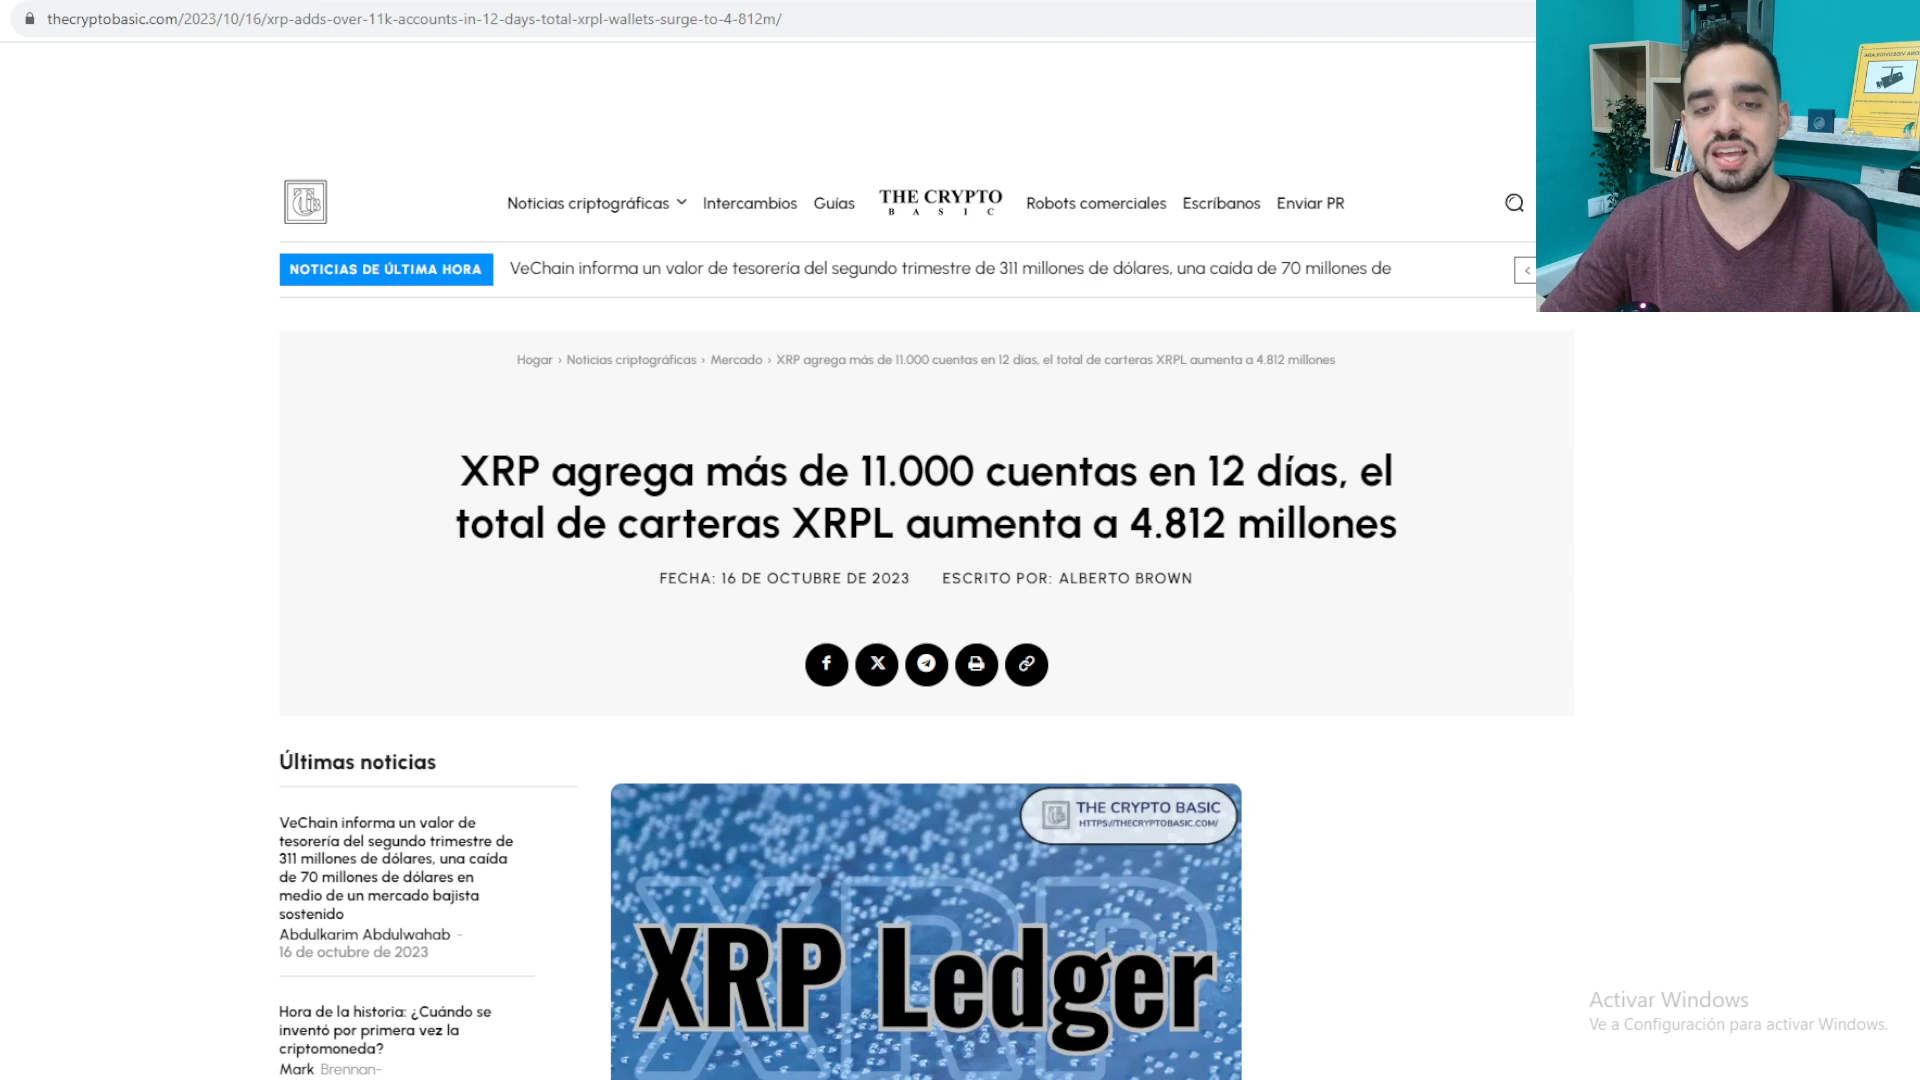 thecryptobasic.com/2023/10/16/xrp-adds-over-11k-accounts-in-12-days-total-xrpl-wallets-surge-to-4-812m/
Noticias criptográficas Intercambios Guías THE CRYPTO BASIC Robots comerciales Escríbanos Enviar PR
NOTICIAS DE ÚLTIMA HORA VeChain informa un valor de tesorería del segundo trimestre de 311 millones de dólares, una caída de 70 millones de
Hogar › Noticias criptográficas › Mercado › XRP agrega más de 11.000 cuentas en 12 días, el total de carteras XRPL aumenta a 4.812 millones
XRP agrega más de 11.000 cuentas en 12 días, el
total de carteras XRPL aumenta a 4.812 millones
FECHA: 16 DE OCTUBRE DE 2023 ESCRITO POR: ALBERTO BROWN
Últimas noticias
VeChain informa un valor de
tesorería del segundo trimestre de
311 millones de dólares, una caída
de 70 millones de dólares en
medio de un mercado bajista
sostenido
Abdulkarim Abdulwahab -
16 de octubre de 2023
Hora de la historia: ¿Cuándo se
inventó por primera vez la
criptomoneda?
Mark Brennan-
THE CRYPTO BASIC
HTTPS://THECRYPTOBASIC.COM/
XRP
XRP Ledger
Activar Windows
Ve a Configuración para activar Windows.